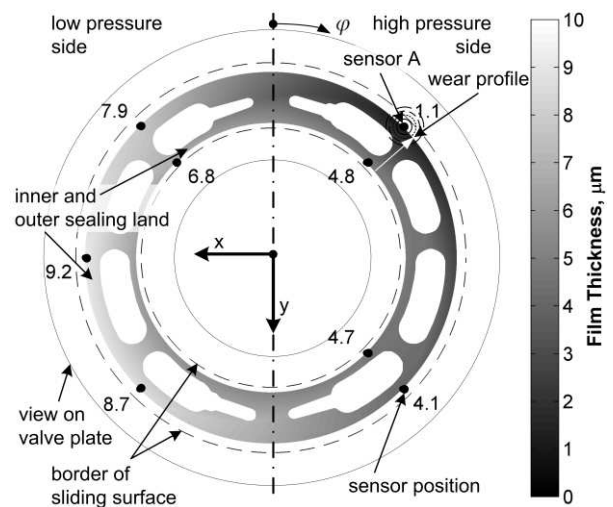 low pressure
side
φ
high pressure
side
sensor A
wear profile
7.9
1.1
6.8
4.8
inner and
outer sealing land
x
9.2
y
4.7
8.7
4.1
view on
valve plate
border of
sliding surface
sensor position
10
9
8
7
6
5
4
3
2
1
0
Film Thickness, μm